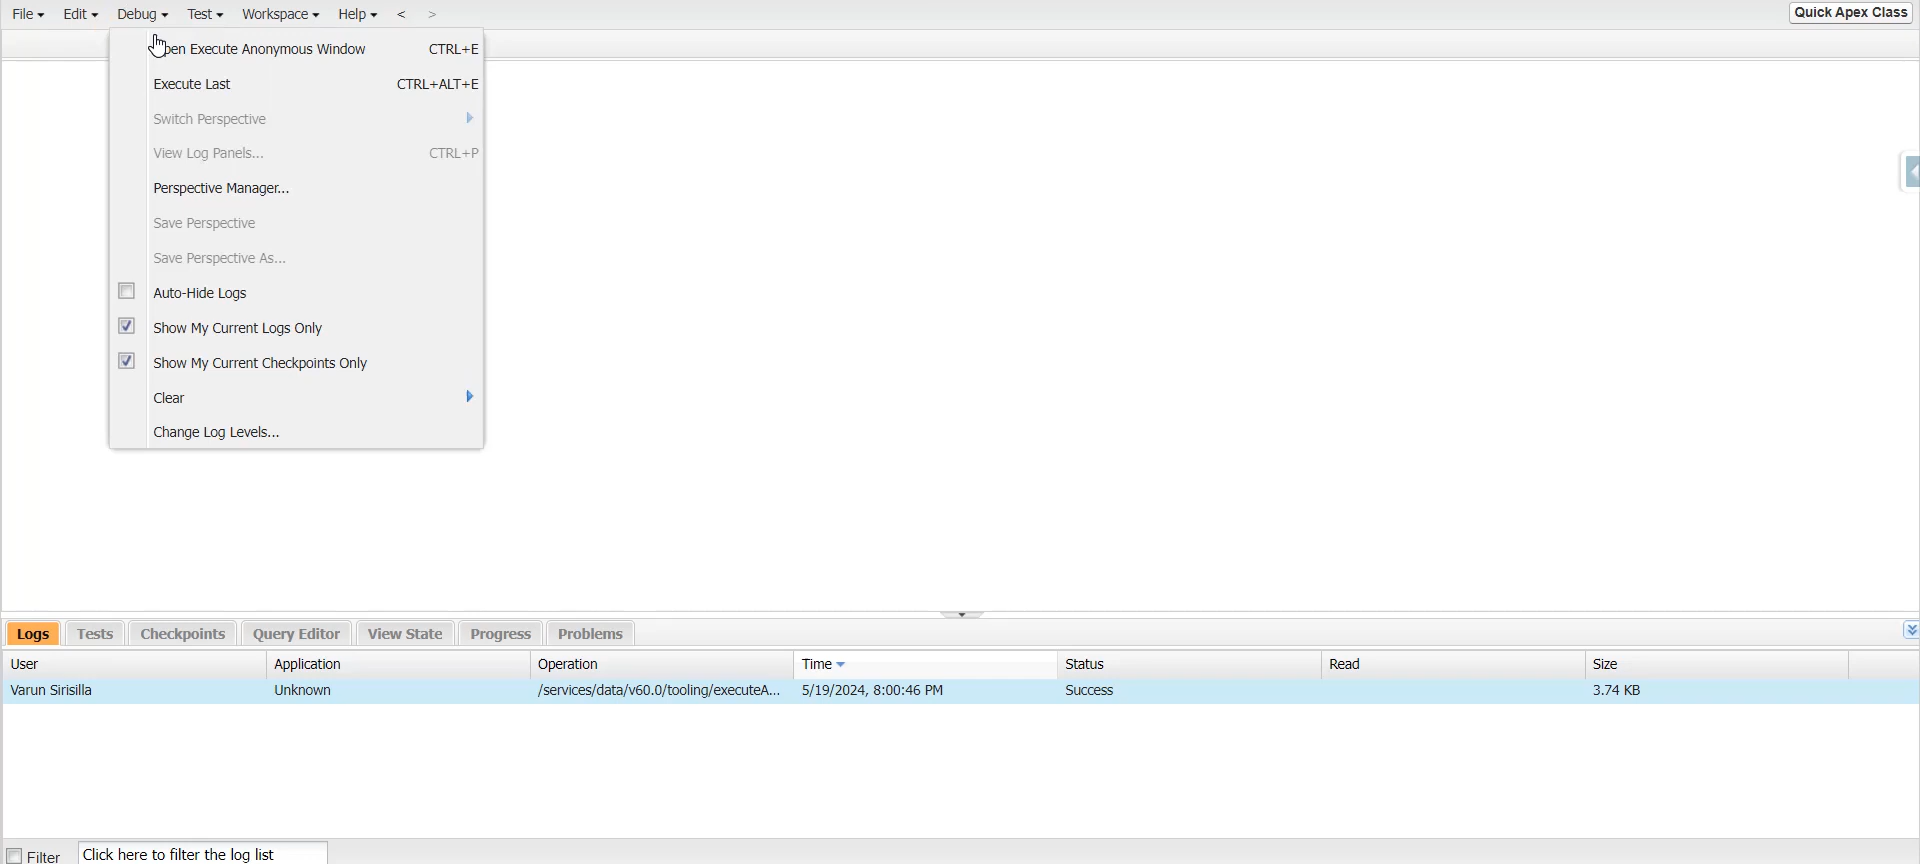 File Edit Debug Test Workspace Help < > Quick Apex Class
pen Execute Anonymous Window CTRL+E
Execute Last CTRL+ALT+E
Switch Perspective
View Log Panels... CTRL+P
Perspective Manager...
Save Perspective
Save Perspective As...
Auto-Hide Logs
Show My Current Logs Only
Show My Current Checkpoints Only
Clear
Change Log Levels...
Logs Tests Checkpoints Query Editor View State Progress Problems
User Application Operation Time Status Read Size
Varun Sirisilla Unknown /services/data/v60.0/tooling/executeA... 5/19/2024, 8:00:46 PM Success 3.74 KB
Filter Click here to filter the log list